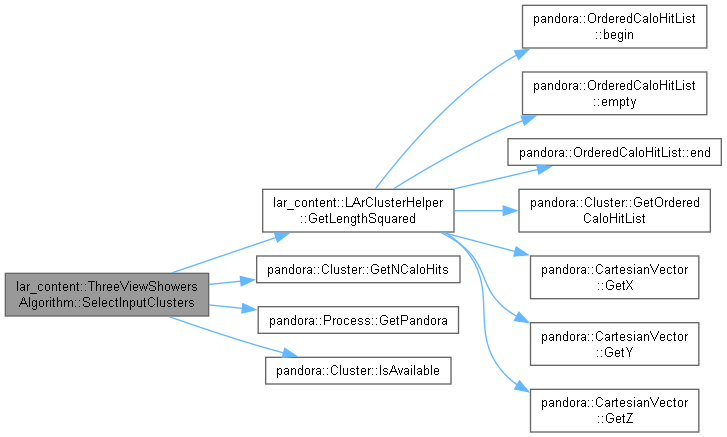 lar_content::ThreeViewShowers
Algorithm::SelectInputClusters
lar_content::LArClusterHelper
::GetLengthSquared
pandora::Cluster::GetNCaloHits
pandora::Process::GetPandora
pandora::Cluster::IsAvailable
pandora::OrderedCaloHitList
::begin
pandora::OrderedCaloHitList
::empty
pandora::OrderedCaloHitList::end
pandora::Cluster::GetOrdered
CaloHitList
pandora::CartesianVector
::GetX
pandora::CartesianVector
::GetY
pandora::CartesianVector
::GetZ